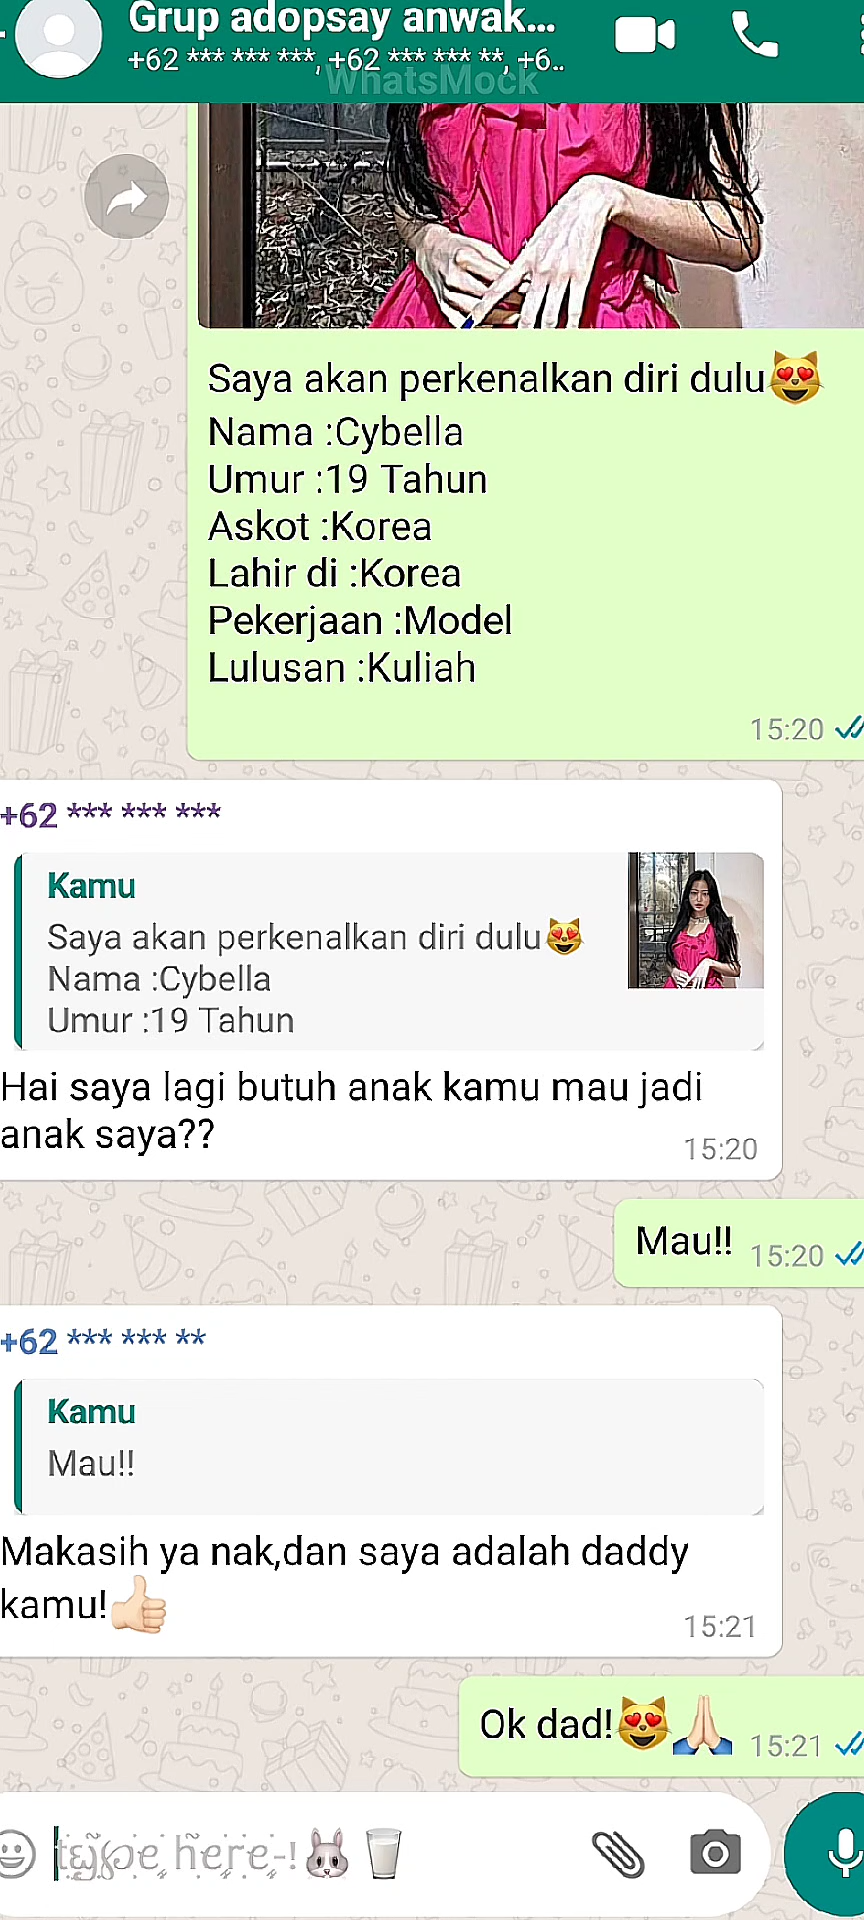 Grup adopsay anwak...
+62 *** *** ***, +62 *** *** **, +6..
WhatsMock
Saya akan perkenalkan diri dulu😻
Nama :Cybella
Umur :19 Tahun
Askot :Korea
Lahir di :Korea
Pekerjaan :Model
Lulusan :Kuliah
15:20
+62 *** *** ***
Kamu
Saya akan perkenalkan diri dulu😻
Nama :Cybella
Umur :19 Tahun
Hai saya lagi butuh anak kamu mau jadi
anak saya??
15:20
Mau!! 15:20
+62 *** *** **
Kamu
Mau!!
Makasih ya nak,dan saya adalah daddy
kamu!👍🏻
15:21
Ok dad!😻🙏🏻 15:21
here-!🐰🥛